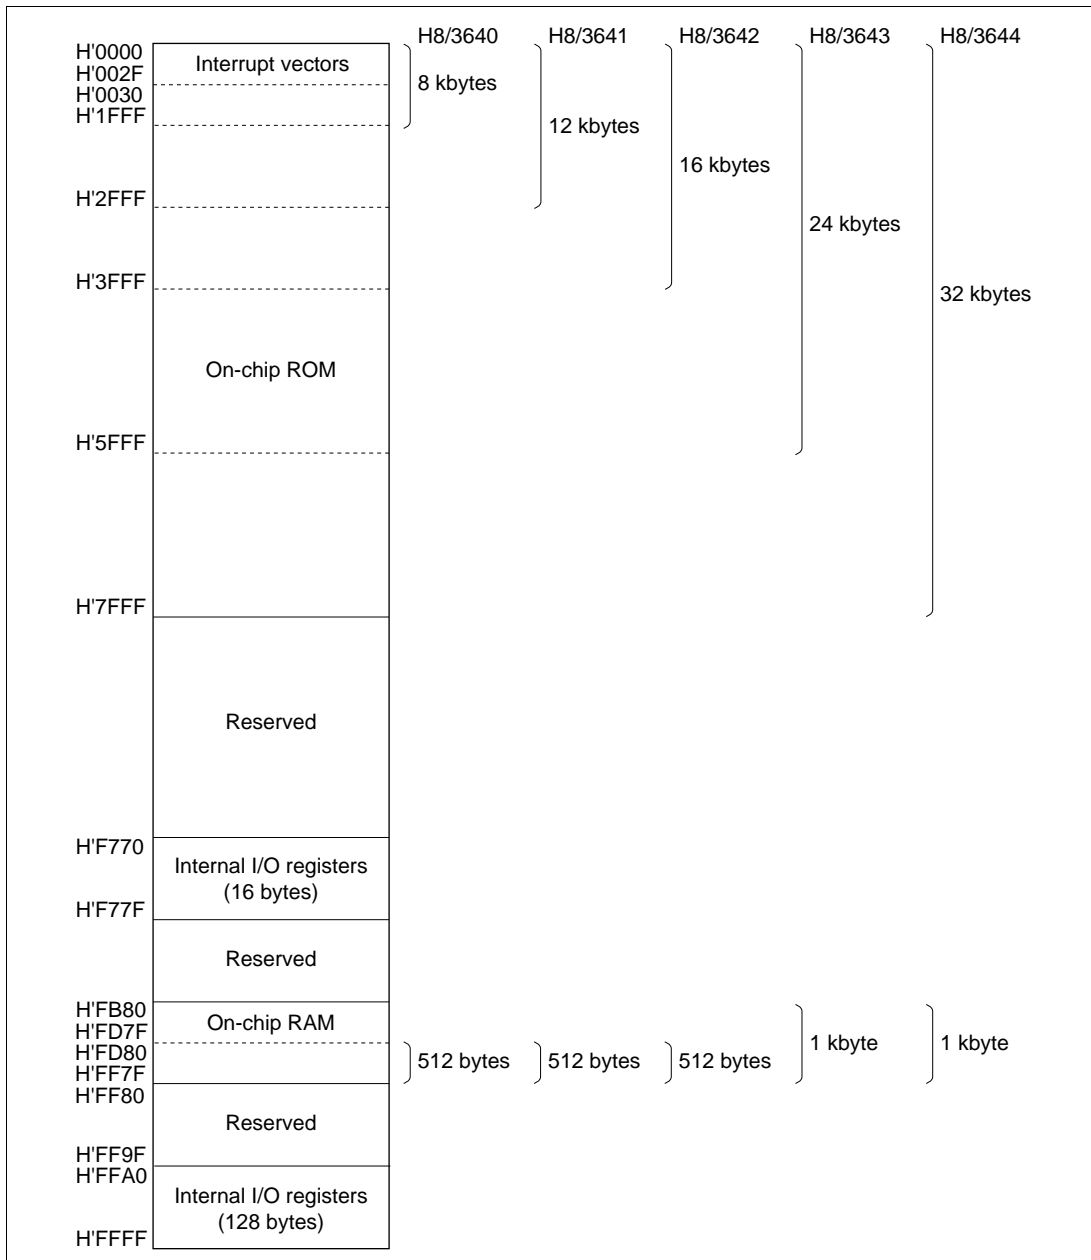 H8/3640 H8/3641 H8/3642 H8/3643 H8/3644
H'0000
Interrupt vectors
H'002F
8 kbytes
H'0030
H'1FFF
12 kbytes
16 kbytes
H'2FFF
24 kbytes
H'3FFF
32 kbytes
On-chip ROM
H'5FFF
H'7FFF
Reserved
H'F770
Internal I/O registers
(16 bytes)
H'F77F
Reserved
H'FB80
On-chip RAM
H'FD7F
1 kbyte 1 kbyte
H'FD80
512 bytes 512 bytes 512 bytes
H'FF7F
H'FF80
Reserved
H'FF9F
H'FFA0
Internal I/O registers
(128 bytes)
H'FFFF